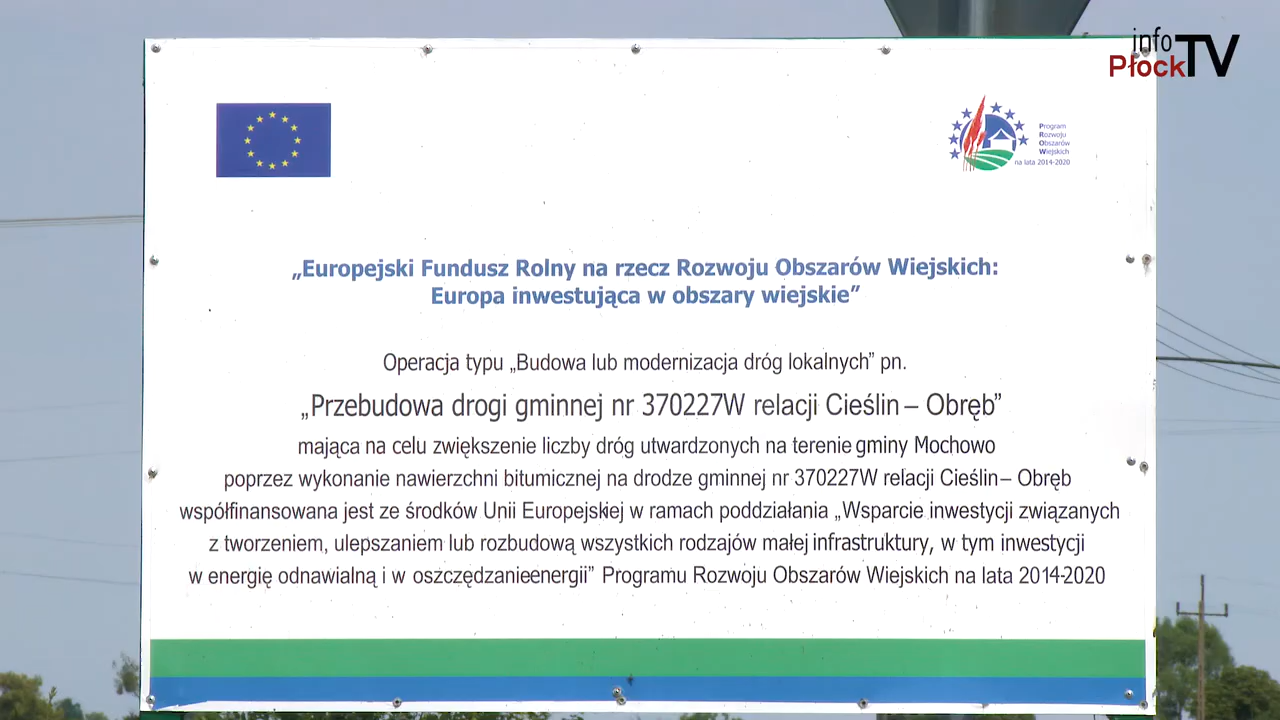 info
PłockTV
Program
Rozwoju
Obszarów
Wiejskich
na lata 2014-2020
„Europejski Fundusz Rolny na rzecz Rozwoju Obszarów Wiejskich:
Europa inwestująca w obszary wiejskie”
Operacja typu „Budowa lub modernizacja dróg lokalnych” pn.
„Przebudowa drogi gminnej nr 370227W relacji Cieślin – Obręb”
mająca na celu zwiększenie liczby dróg utwardzonych na terenie gminy Mochowo
poprzez wykonanie nawierzchni bitumicznej na drodze gminnej nr 370227W relacji Cieślin – Obręb
współfinansowana jest ze środków Unii Europejskiej w ramach poddziałania „Wsparcie inwestycji związanych
z tworzeniem, ulepszaniem lub rozbudową wszystkich rodzajów małej infrastruktury, w tym inwestycji
w energię odnawialną i w oszczędzanie energii” Programu Rozwoju Obszarów Wiejskich na lata 2014-2020